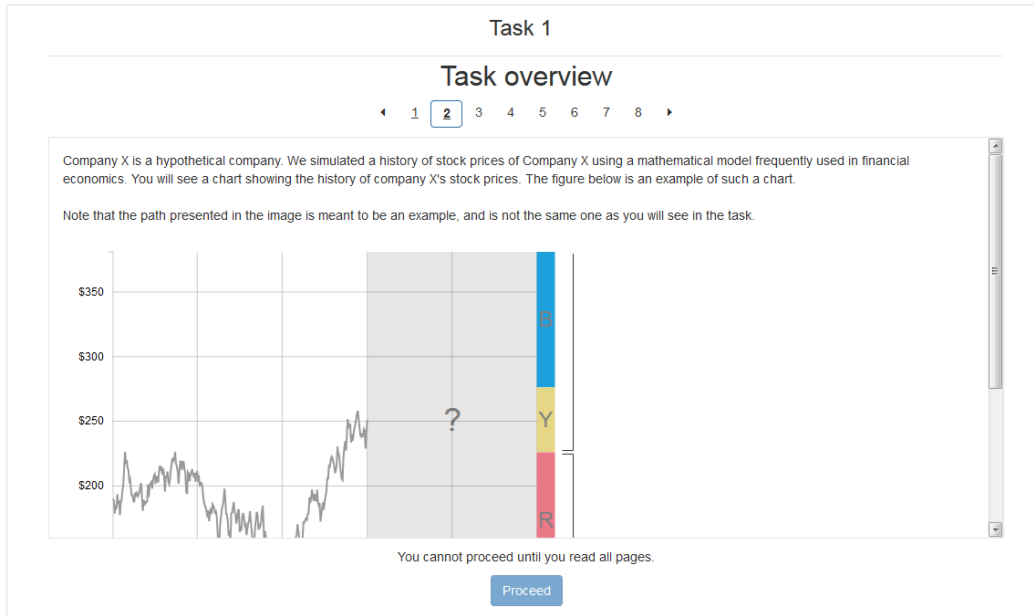 Task 1
Task overview
1 2 3 4 5 6 7 8
Company X is a hypothetical company. We simulated a history of stock prices of Company X using a mathematical model frequently used in financial
economics. You will see a chart showing the history of company X's stock prices. The figure below is an example of such a chart.
Note that the path presented in the image is meant to be an example, and is not the same one as you will see in the task.
$350
B
$300
$250
?
Y
$200
R
You cannot proceed until you read all pages.
Proceed